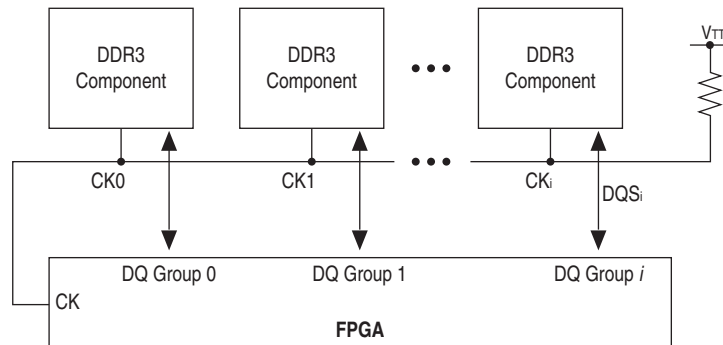 DDR3
Component
DDR3
Component
DDR3
Component
VTT
CK0
CK1
CKi
DQSi
DQ Group 0
DQ Group 1
DQ Group i
CK
FPGA